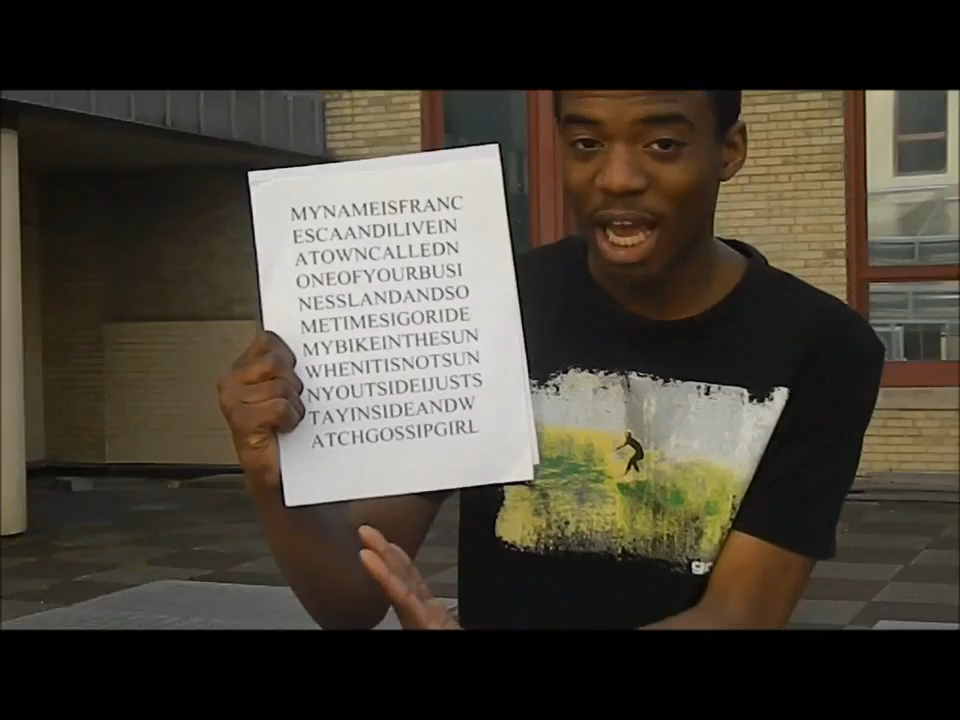 MYNAMEISFRANC
ESCAANDILIVEIN
ATOWNCALLEDN
ONEOFYOURBUSI
NESSLANDANDSO
METIMESIGORIDE
MYBIKEINTHESUN
WHENITISNOTSUN
NYOUTSIDEIJUSTS
TAYINSIDEANDW
ATCHGOSSIPGIRL